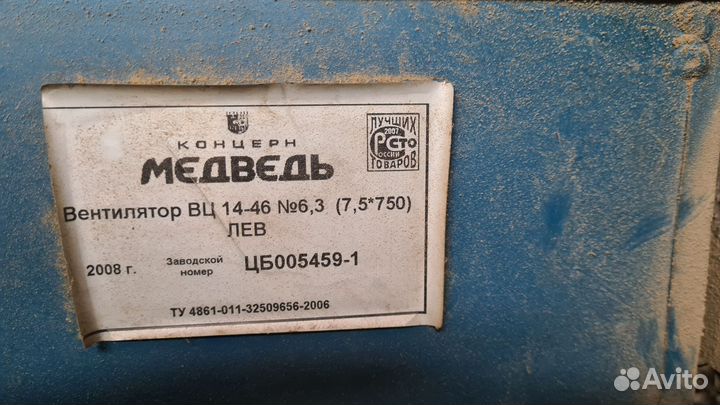 КОНЦЕРН
МЕДВЕДЬ
ЛУЧШИХ
2007
РСТО
РОССИИ
ТОВАРОВ
Вентилятор ВЦ 14-46 №6,3 (7,5*750)
ЛЕВ
2008 г.
Заводской
номер
ЦБ005459-1
ТУ 4861-011-32509656-2006
Avito